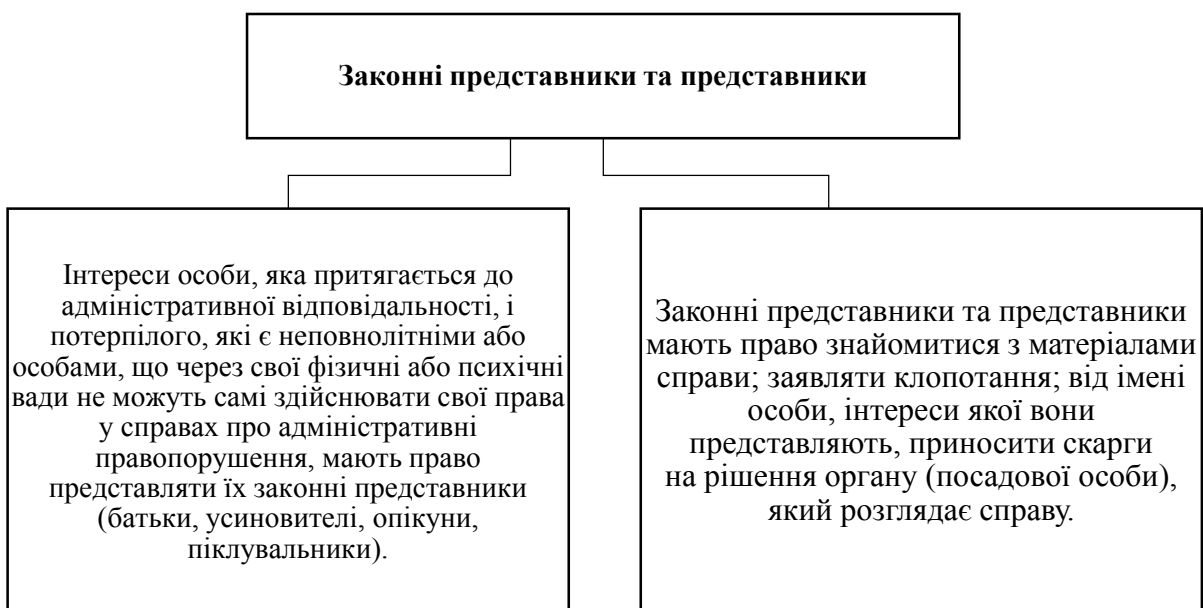 Законні представники та представники
Інтереси особи, яка притягається до
адміністративної відповідальності, і
потерпілого, які є неповнолітніми або
особами, що через свої фізичні або психічні
вади не можуть самі здійснювати свої права
у справах про адміністративні
правопорушення, мають право
представляти їх законні представники
(батьки, усиновителі, опікуни,
піклувальники).
Законні представники та представники
мають право знайомитися з матеріалами
справи; заявляти клопотання; від імені
особи, інтереси якої вони
представляють, приносити скарги
на рішення органу (посадової особи),
який розглядає справу.